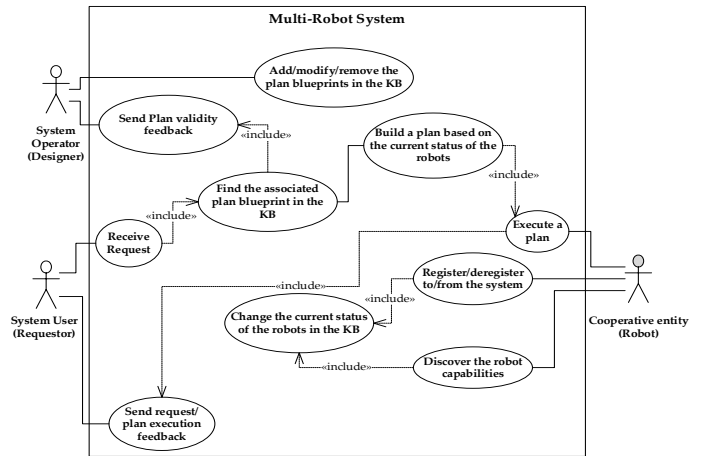 Multi-Robot System
Add/modify/remove the
plan blueprints in the KB
System
Operator
(Designer)
Send Plan validity
feedback
«include»
Build a plan based on
the current status of the
robots
«include»
Find the associated
plan blueprint in the
KB
«include»
Receive
Request
Execute a
plan
System User
(Requestor)
«include»
Register/deregister
to/from the system
«include»
Change the current status
of the robots in the KB
Cooperative entity
(Robot)
«include»
Discover the robot
capabilities
Send request/
plan execution
feedback